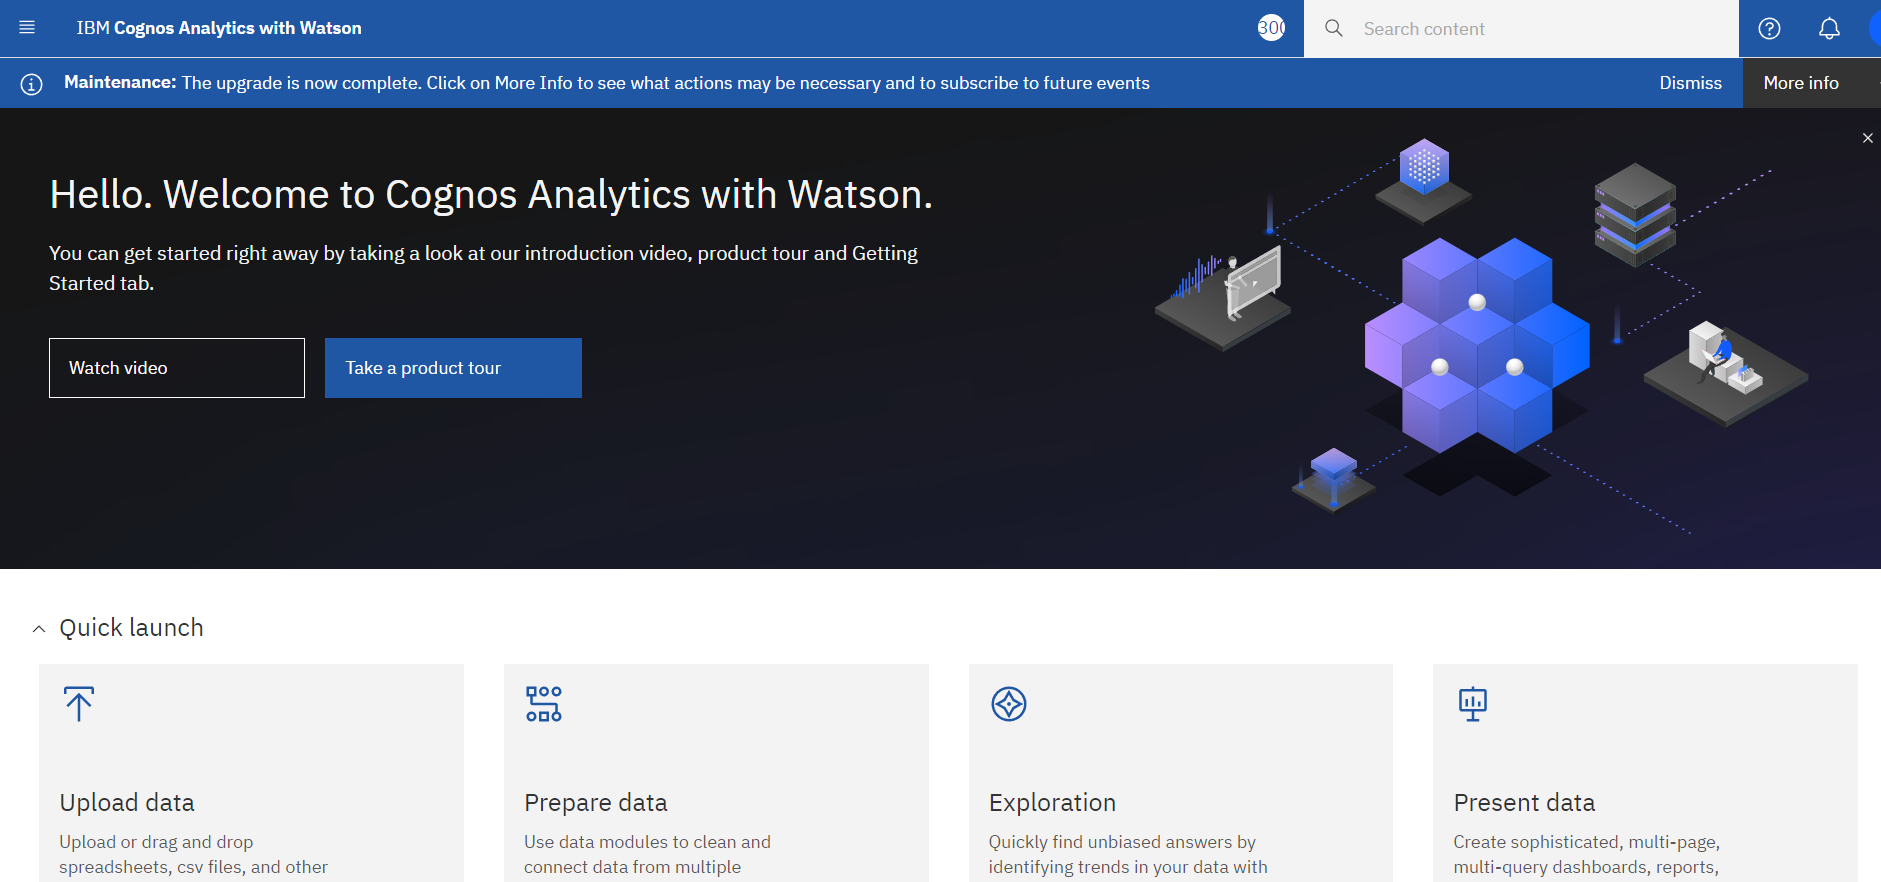 IBM Cognos Analytics with Watson
300
Search content
Maintenance: The upgrade is now complete. Click on More Info to see what actions may be necessary and to subscribe to future events
Dismiss
More info
Hello. Welcome to Cognos Analytics with Watson.
You can get started right away by taking a look at our introduction video, product tour and Getting
Started tab.
Watch video
Take a product tour
Quick launch
Upload data
Upload or drag and drop
spreadsheets, csv files, and other
Prepare data
Use data modules to clean and
connect data from multiple
Exploration
Quickly find unbiased answers by
identifying trends in your data with
Present data
Create sophisticated, multi-page,
multi-query dashboards, reports,